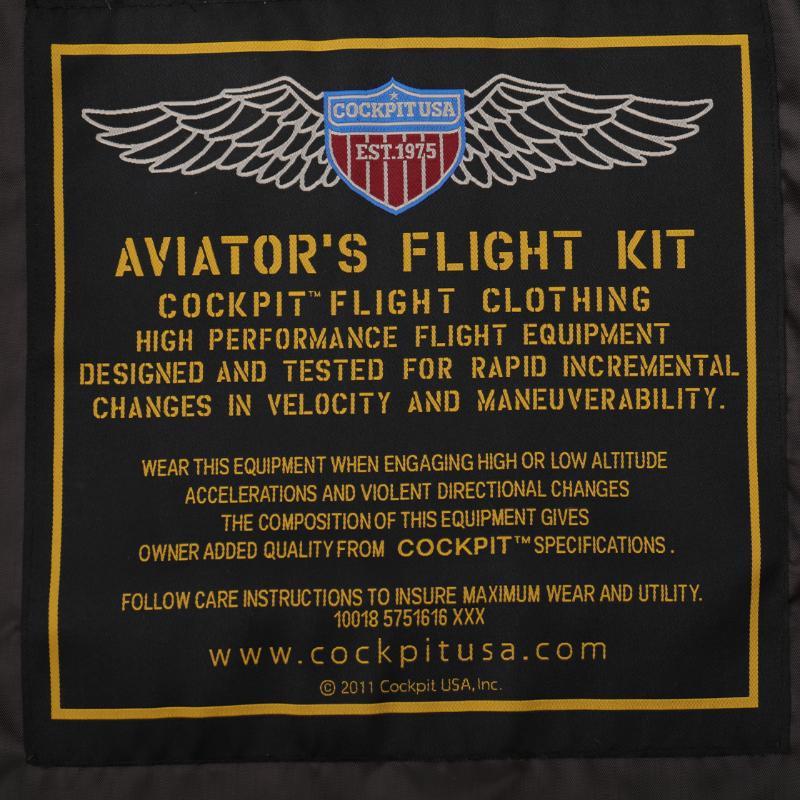 COCKPIT USA
EST.1975
AVIATOR'S FLIGHT KIT
COCKPIT™ FLIGHT CLOTHING
HIGH PERFORMANCE FLIGHT EQUIPMENT
DESIGNED AND TESTED FOR RAPID INCREMENTAL
CHANGES IN VELOCITY AND MANEUVERABILITY.
WEAR THIS EQUIPMENT WHEN ENGAGING HIGH OR LOW ALTITUDE
ACCELERATIONS AND VIOLENT DIRECTIONAL CHANGES
THE COMPOSITION OF THIS EQUIPMENT GIVES
OWNER ADDED QUALITY FROM COCKPIT™ SPECIFICATIONS.
FOLLOW CARE INSTRUCTIONS TO INSURE MAXIMUM WEAR AND UTILITY.
10018 5751616 XXX
www.cockpitusa.com
© 2011 Cockpit USA, Inc.